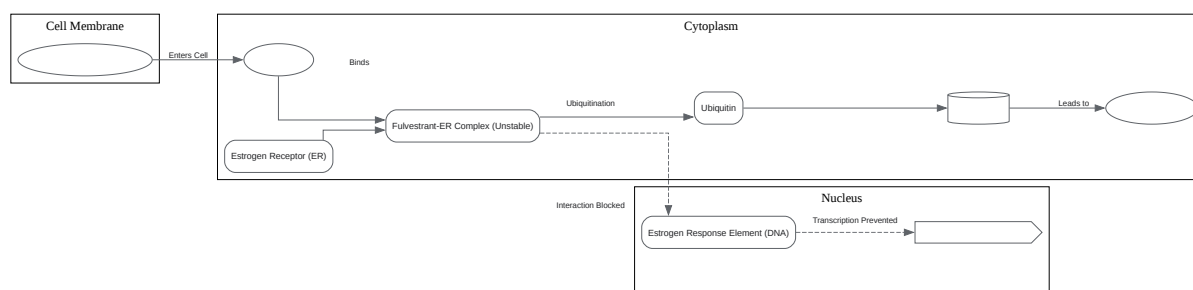 Cell Membrane
Cytoplasm
Enters Cell
Binds
Ubiquitination
Ubiquitin
Leads to
Fulvestrant-ER Complex (Unstable)
Estrogen Receptor (ER)
Nucleus
Interaction Blocked
Transcription Prevented
Estrogen Response Element (DNA)